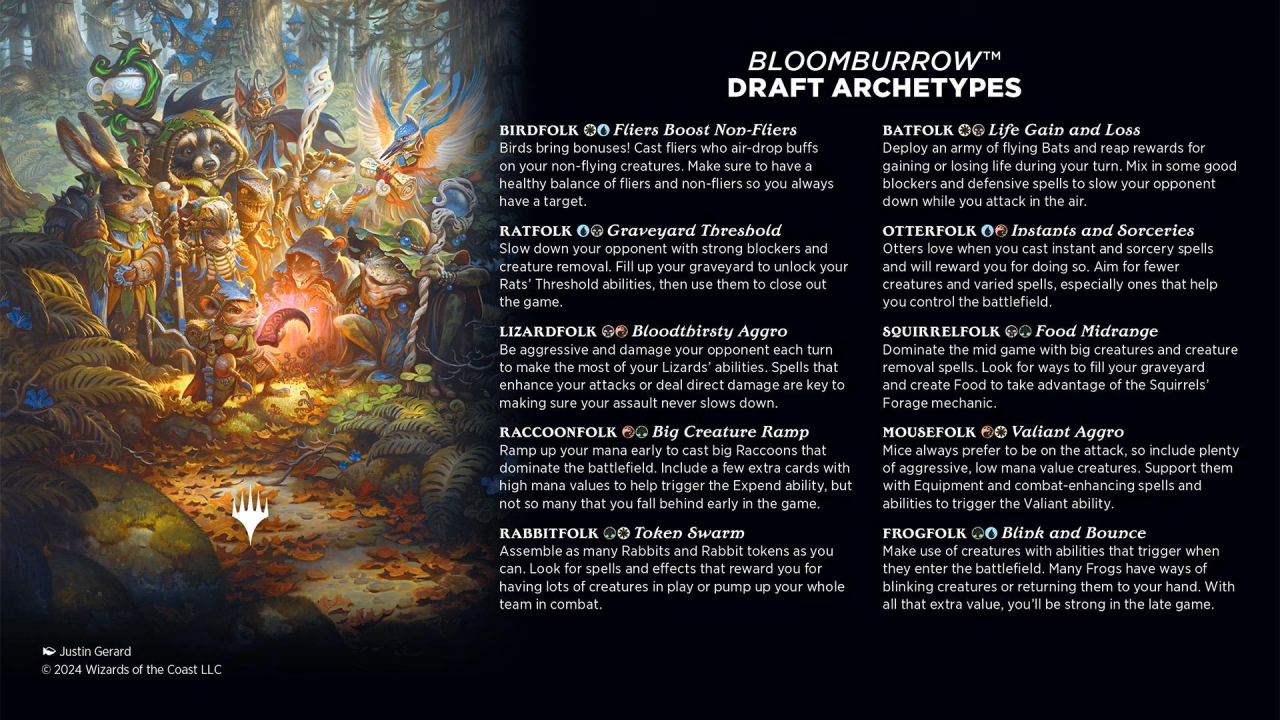 BLOOMBURROW™
DRAFT ARCHETYPES
BIRDFOLK Fliers Boost Non-Fliers
Birds bring bonuses! Cast fliers who air-drop buffs
on your non-flying creatures. Make sure to have a
healthy balance of fliers and non-fliers so you always
have a target.
RATFOLK Graveyard Threshold
Slow down your opponent with strong blockers and
creature removal. Fill up your graveyard to unlock your
Rats’ Threshold abilities, then use them to close out
the game.
LIZARDFOLK Bloodthirsty Aggro
Be aggressive and damage your opponent each turn
to make the most of your Lizards’ abilities. Spells that
enhance your attacks or deal direct damage are key to
making sure your assault never slows down.
RACCOONFOLK Big Creature Ramp
Ramp up your mana early to cast big Raccoons that
dominate the battlefield. Include a few extra cards with
high mana values to help trigger the Expend ability, but
not so many that you fall behind early in the game.
RABBITFOLK Token Swarm
Assemble as many Rabbits and Rabbit tokens as you
can. Look for spells and effects that reward you for
having lots of creatures in play or pump up your whole
team in combat.
BATFOLK Life Gain and Loss
Deploy an army of flying Bats and reap rewards for
gaining or losing life during your turn. Mix in some good
blockers and defensive spells to slow your opponent
down while you attack in the air.
OTTERFOLK Instants and Sorceries
Otters love when you cast instant and sorcery spells
and will reward you for doing so. Aim for fewer
creatures and varied spells, especially ones that help
you control the battlefield.
SQUIRRELFOLK Food Midrange
Dominate the mid game with big creatures and creature
removal spells. Look for ways to fill your graveyard
and create Food to take advantage of the Squirrels’
Forage mechanic.
MOUSEFOLK Valiant Aggro
Mice always prefer to be on the attack, so include plenty
of aggressive, low mana value creatures. Support them
with Equipment and combat-enhancing spells and
abilities to trigger the Valiant ability.
FROGFOLK Blink and Bounce
Make use of creatures with abilities that trigger when
they enter the battlefield. Many Frogs have ways of
blinking creatures or returning them to your hand. With
all that extra value, you’ll be strong in the late game.
Justin Gerard
© 2024 Wizards of the Coast LLC